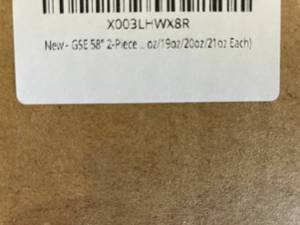 X003LHWX8R
New - GSE 58" 2-Piece ... oz/19oz/20oz/21oz Each)